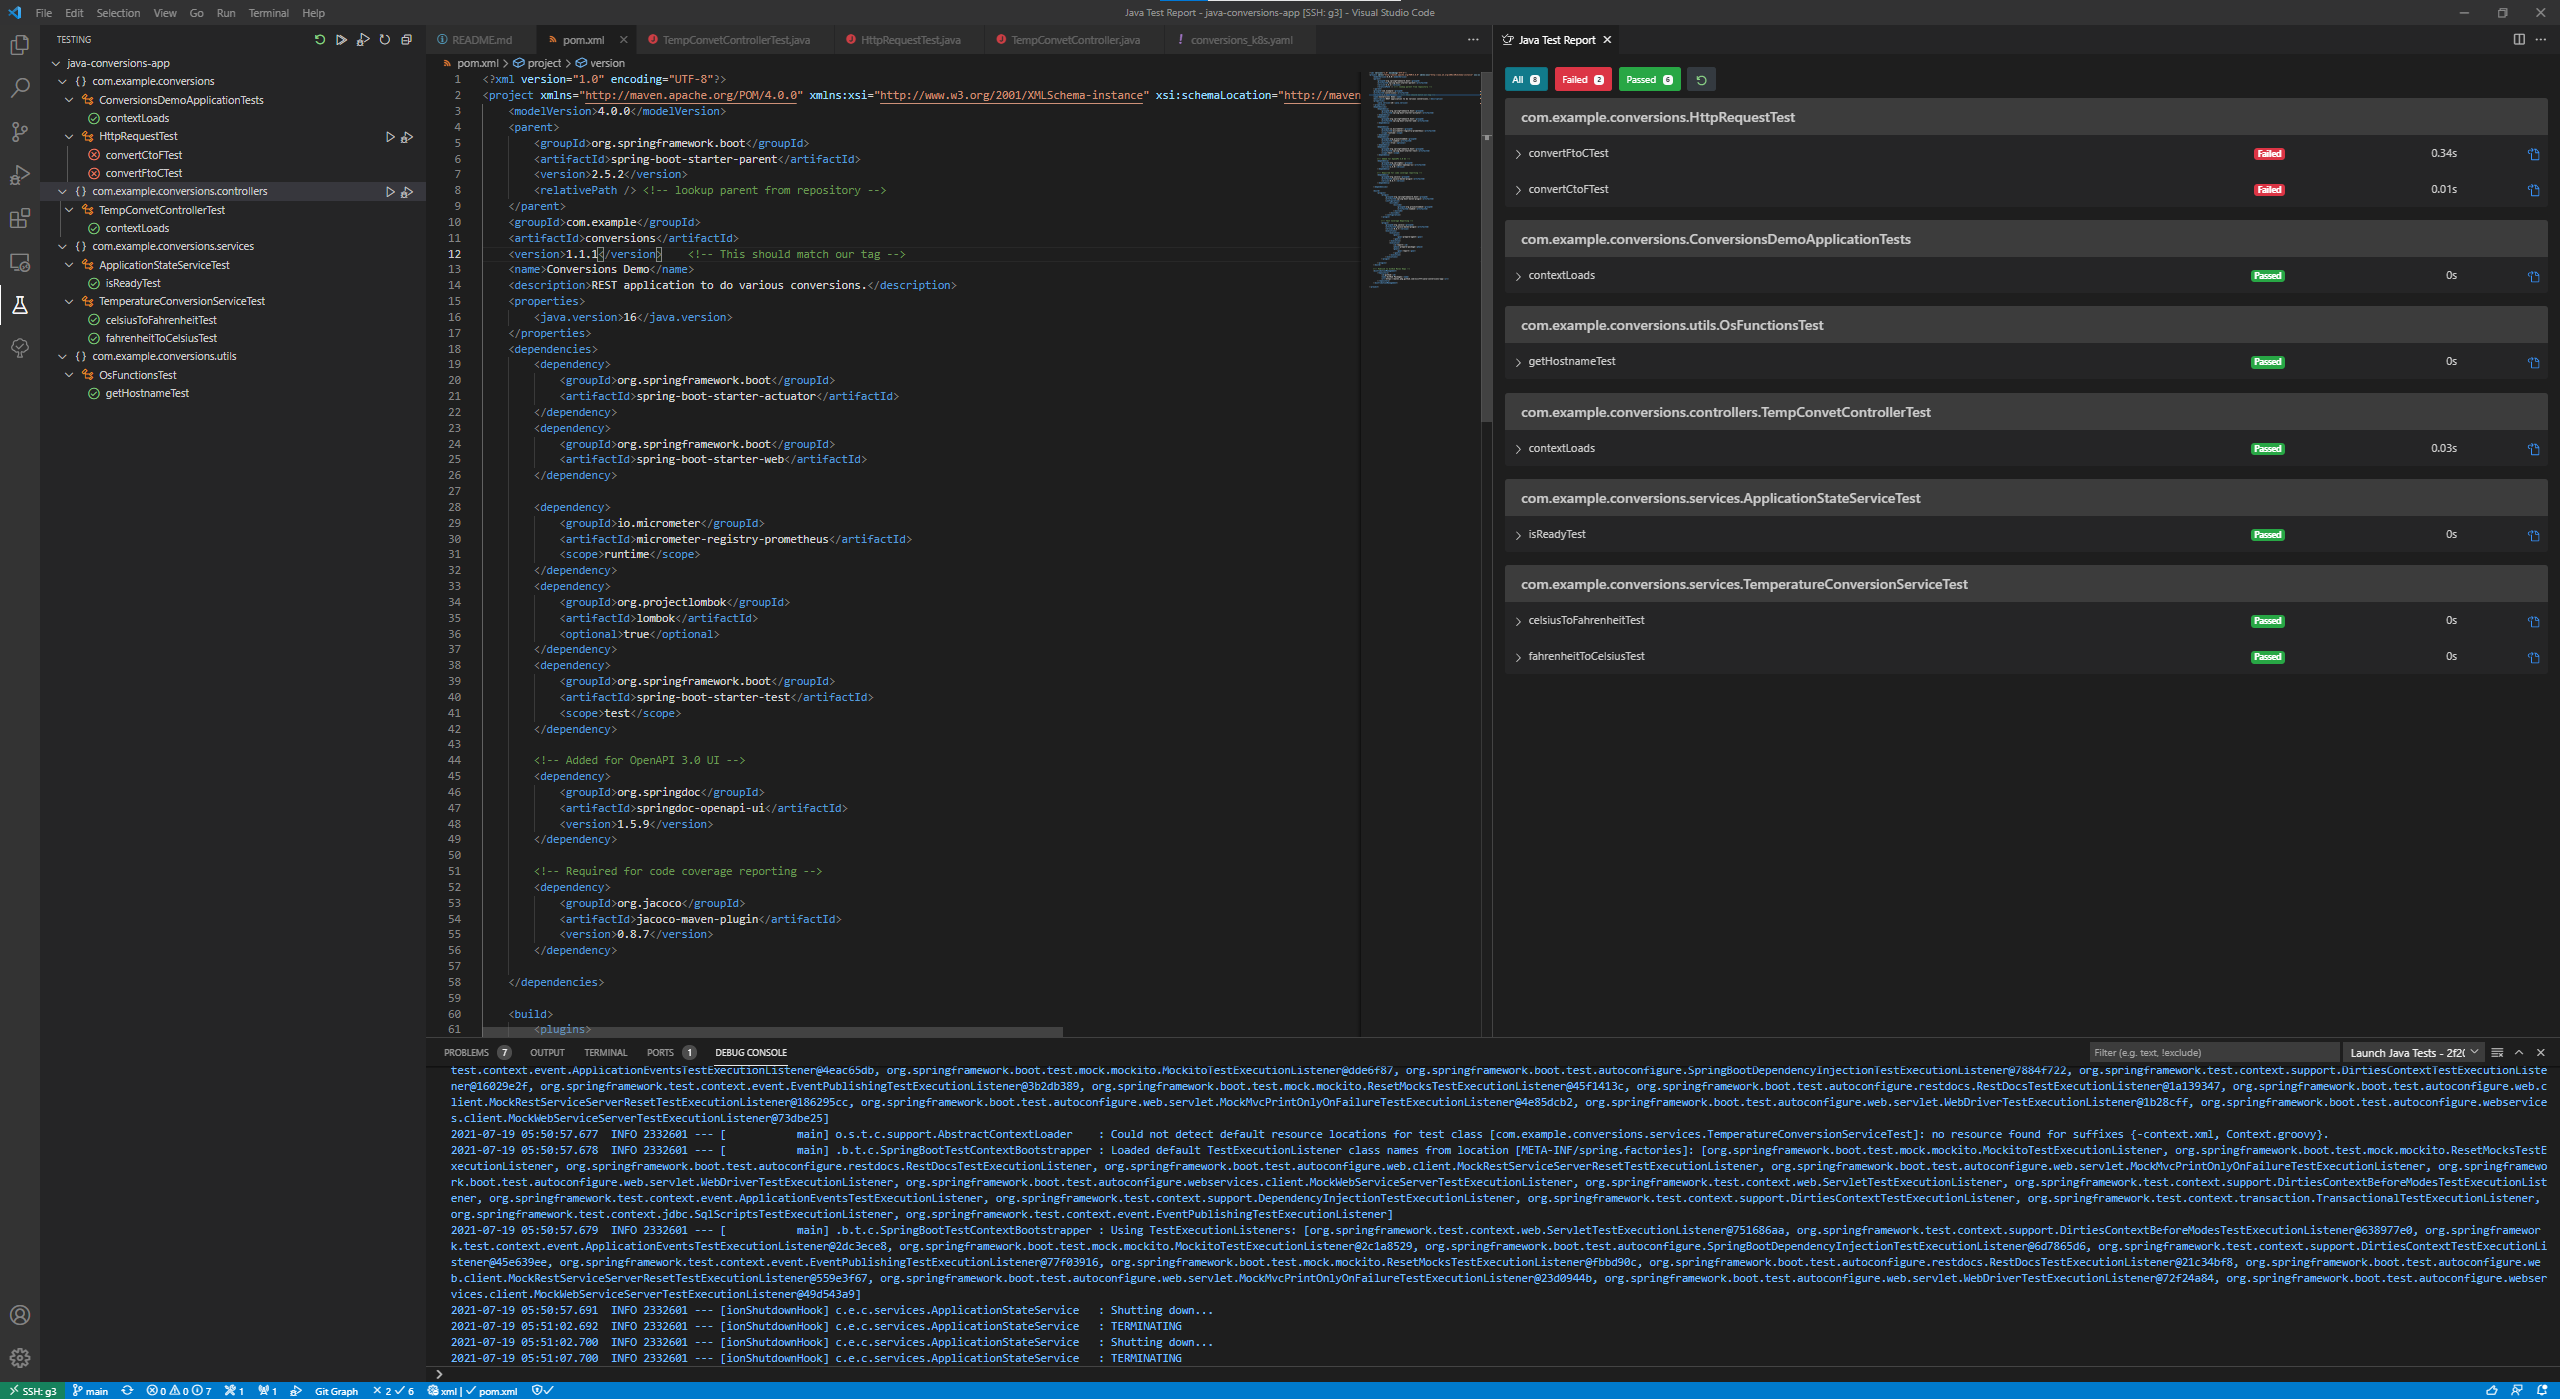 File Edit Selection View Go Run Terminal Help
Java Test Report - java-conversions-app [SSH: g3] - Visual Studio Code
TESTING
java-conversions-app
{} com.example.conversions
ConversionsDemoApplicationTests
contextLoads
HttpRequestTest
convertCtoFTest
convertFtoCTest
{} com.example.conversions.controllers
TempConvetControllerTest
contextLoads
{} com.example.conversions.services
ApplicationStateServiceTest
isReadyTest
TemperatureConversionServiceTest
celsiusToFahrenheitTest
fahrenheitToCelsiusTest
{} com.example.conversions.utils
OsFunctionsTest
getHostnameTest
README.md pom.xml TempConvetControllerTest.java HttpRequestTest.java TempConvetController.java ! conversions_k8s.yaml
pom.xml > project > version
1 <?xml version="1.0" encoding="UTF-8"?>
2 <project xmlns="http://maven.apache.org/POM/4.0.0" xmlns:xsi="http://www.w3.org/2001/XMLSchema-instance" xsi:schemaLocation="http://maven
3 <modelVersion>4.0.0</modelVersion>
4 <parent>
5 <groupId>org.springframework.boot</groupId>
6 <artifactId>spring-boot-starter-parent</artifactId>
7 <version>2.5.2</version>
8 <relativePath /> <!-- lookup parent from repository -->
9 </parent>
10 <groupId>com.example</groupId>
11 <artifactId>conversions</artifactId>
12 <version>1.1.1</version> <!-- This should match our tag -->
13 <name>Conversions Demo</name>
14 <description>REST application to do various conversions.</description>
15 <properties>
16 <java.version>16</java.version>
17 </properties>
18 <dependencies>
19 <dependency>
20 <groupId>org.springframework.boot</groupId>
21 <artifactId>spring-boot-starter-actuator</artifactId>
22 </dependency>
23 <dependency>
24 <groupId>org.springframework.boot</groupId>
25 <artifactId>spring-boot-starter-web</artifactId>
26 </dependency>
27
28 <dependency>
29 <groupId>io.micrometer</groupId>
30 <artifactId>micrometer-registry-prometheus</artifactId>
31 <scope>runtime</scope>
32 </dependency>
33 <dependency>
34 <groupId>org.projectlombok</groupId>
35 <artifactId>lombok</artifactId>
36 <optional>true</optional>
37 </dependency>
38 <dependency>
39 <groupId>org.springframework.boot</groupId>
40 <artifactId>spring-boot-starter-test</artifactId>
41 <scope>test</scope>
42 </dependency>
43
44 <!-- Added for OpenAPI 3.0 UI -->
45 <dependency>
46 <groupId>org.springdoc</groupId>
47 <artifactId>springdoc-openapi-ui</artifactId>
48 <version>1.5.9</version>
49 </dependency>
50
51 <!-- Required for code coverage reporting -->
52 <dependency>
53 <groupId>org.jacoco</groupId>
54 <artifactId>jacoco-maven-plugin</artifactId>
55 <version>0.8.7</version>
56 </dependency>
57
58 </dependencies>
59
60 <build>
61 <plugins>
Java Test Report
All 8 Failed 2 Passed 6
com.example.conversions.HttpRequestTest
convertFtoCTest Failed 0.34s
convertCtoFTest Failed 0.01s
com.example.conversions.ConversionsDemoApplicationTests
contextLoads Passed 0s
com.example.conversions.utils.OsFunctionsTest
getHostnameTest Passed 0s
com.example.conversions.controllers.TempConvetControllerTest
contextLoads Passed 0.03s
com.example.conversions.services.ApplicationStateServiceTest
isReadyTest Passed 0s
com.example.conversions.services.TemperatureConversionServiceTest
celsiusToFahrenheitTest Passed 0s
fahrenheitToCelsiusTest Passed 0s
PROBLEMS 7 OUTPUT TERMINAL PORTS 1 DEBUG CONSOLE
Filter (e.g. text, !exclude) Launch Java Tests - 2f2(
test.context.event.ApplicationEventsTestExecutionListener@4eac65db, org.springframework.boot.test.mock.mockito.MockitoTestExecutionListener@dde6f87, org.springframework.boot.test.autoconfigure.SpringBootDependencyInjectionTestExecutionListener@7884f722, org.springframework.test.context.support.DirtiesContextTestExecutionListe
ner@16029e2f, org.springframework.test.context.event.EventPublishingTestExecutionListener@3b2db389, org.springframework.boot.test.mock.mockito.ResetMocksTestExecutionListener@45f1413c, org.springframework.boot.test.autoconfigure.restdocs.RestDocsTestExecutionListener@1a139347, org.springframework.boot.test.autoconfigure.web.c
lient.MockRestServiceServerResetTestExecutionListener@186295cc, org.springframework.boot.test.autoconfigure.web.servlet.MockMvcPrintOnlyOnFailureTestExecutionListener@4e85dcb2, org.springframework.boot.test.autoconfigure.web.servlet.WebDriverTestExecutionListener@1b28cff, org.springframework.boot.test.autoconfigure.webservice
s.client.MockWebServiceServerTestExecutionListener@73dbe25]
2021-07-19 05:50:57.677 INFO 2332601 --- [ main] o.s.t.c.support.AbstractContextLoader : Could not detect default resource locations for test class [com.example.conversions.services.TemperatureConversionServiceTest]: no resource found for suffixes {-context.xml, Context.groovy}.
2021-07-19 05:50:57.678 INFO 2332601 --- [ main] .b.t.c.SpringBootTestContextBootstrapper : Loaded default TestExecutionListener class names from location [META-INF/spring.factories]: [org.springframework.boot.test.mock.mockito.MockitoTestExecutionListener, org.springframework.boot.test.mock.mockito.ResetMocksTestE
xecutionListener, org.springframework.boot.test.autoconfigure.restdocs.RestDocsTestExecutionListener, org.springframework.boot.test.autoconfigure.web.client.MockRestServiceServerResetTestExecutionListener, org.springframework.boot.test.autoconfigure.web.servlet.MockMvcPrintOnlyOnFailureTestExecutionListener, org.springframewo
rk.boot.test.autoconfigure.web.servlet.WebDriverTestExecutionListener, org.springframework.boot.test.autoconfigure.webservices.client.MockWebServiceServerTestExecutionListener, org.springframework.test.context.web.ServletTestExecutionListener, org.springframework.test.context.support.DirtiesContextBeforeModesTestExecutionList
ener, org.springframework.test.context.event.ApplicationEventsTestExecutionListener, org.springframework.test.context.support.DependencyInjectionTestExecutionListener, org.springframework.test.context.support.DirtiesContextTestExecutionListener, org.springframework.test.context.transaction.TransactionalTestExecutionListener,
org.springframework.test.context.jdbc.SqlScriptsTestExecutionListener, org.springframework.test.context.event.EventPublishingTestExecutionListener]
2021-07-19 05:50:57.679 INFO 2332601 --- [ main] .b.t.c.SpringBootTestContextBootstrapper : Using TestExecutionListeners: [org.springframework.test.context.web.ServletTestExecutionListener@751686aa, org.springframework.test.context.support.DirtiesContextBeforeModesTestExecutionListener@638977e0, org.springframewor
k.test.context.event.ApplicationEventsTestExecutionListener@2dc3ece8, org.springframework.boot.test.mock.mockito.MockitoTestExecutionListener@2c1a8529, org.springframework.boot.test.autoconfigure.SpringBootDependencyInjectionTestExecutionListener@6d7865d6, org.springframework.test.context.support.DirtiesContextTestExecutionLi
stener@45e639ee, org.springframework.test.context.event.EventPublishingTestExecutionListener@77f03916, org.springframework.boot.test.mock.mockito.ResetMocksTestExecutionListener@fbbd90c, org.springframework.boot.test.autoconfigure.restdocs.RestDocsTestExecutionListener@21c34bf8, org.springframework.boot.test.autoconfigure.we
b.client.MockRestServiceServerResetTestExecutionListener@559e3f67, org.springframework.boot.test.autoconfigure.web.servlet.MockMvcPrintOnlyOnFailureTestExecutionListener@23d0944b, org.springframework.boot.test.autoconfigure.web.servlet.WebDriverTestExecutionListener@72f24a84, org.springframework.boot.test.autoconfigure.webser
vices.client.MockWebServiceServerTestExecutionListener@49d543a9]
2021-07-19 05:50:57.691 INFO 2332601 --- [ionShutdownHook] c.e.c.services.ApplicationStateService : Shutting down...
2021-07-19 05:51:02.692 INFO 2332601 --- [ionShutdownHook] c.e.c.services.ApplicationStateService : TERMINATING
2021-07-19 05:51:02.700 INFO 2332601 --- [ionShutdownHook] c.e.c.services.ApplicationStateService : Shutting down...
2021-07-19 05:51:07.700 INFO 2332601 --- [ionShutdownHook] c.e.c.services.ApplicationStateService : TERMINATING
SSH: g3 main 0 0 7 1 1 Git Graph 2 6 xml | pom.xml